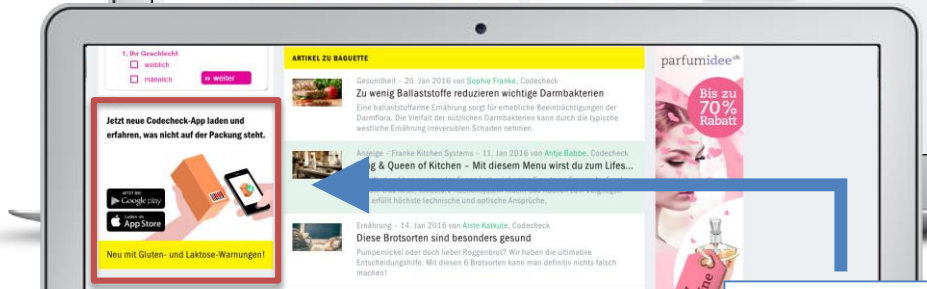 1. Ihr Geschlecht
weiblich
männlich
» weiter
Jetzt neue Codecheck-App laden und
erfahren, was nicht auf der Packung steht.
JETZT BEI
Google play
Laden im
App Store
Neu mit Gluten- und Laktose-Warnungen!
ARTIKEL ZU BAGUETTE
Gesundheit – 20. Jan 2016 von Sophie Franke, Codecheck
Zu wenig Ballaststoffe reduzieren wichtige Darmbakterien
Eine ballaststoffarme Ernährung sorgt für erhebliche Beeinträchtigungen der
Darmflora. Die Vielfalt der nützlichen Darmbakterien kann durch die typische
westliche Ernährung irreversiblen Schaden nehmen.
Anzeige – Franke Kitchen Systems – 11. Jan 2016 von Antje Babbe, Codecheck
& Queen of Kitchen – Mit diesem Menu wirst du zum Lifes...
erfüllt höchste technische und optische Ansprüche.
Ernährung – 14. Jan 2016 von Aiste Katkute, Codecheck
Diese Brotsorten sind besonders gesund
Pumpernickel oder doch lieber Roggenbrot? Wir haben die ultimative
Entscheidungshilfe: Mit diesen 6 Brotsorten kann man definitiv nichts falsch
machen!
parfumidee ch
Bis zu
70%
Rabatt